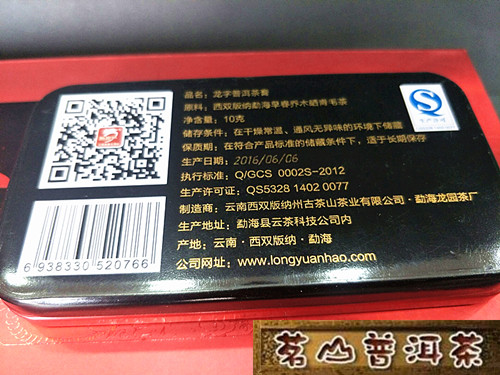 品名：龙字普洱茶膏
原料：西双版纳勐海早春乔木晒青毛茶
净含量：10克
储存条件：在干燥常温、通风无异味的环境下储藏
保质期：在符合产品标准的储藏条件下，适于长期保存
生产日期：2016/06/06
执行标准：Q/GCS 0002S-2012
生产许可证：QS5328 1402 0077
制造商：云南西双版纳州古茶山茶业有限公司·勐海龙园茶厂
生产地址：勐海县云茶科技公司内
产地：云南·西双版纳·勐海
公司网址：www.longyuanhao.com
6 938330 520766
生产许可
茗山普洱茶